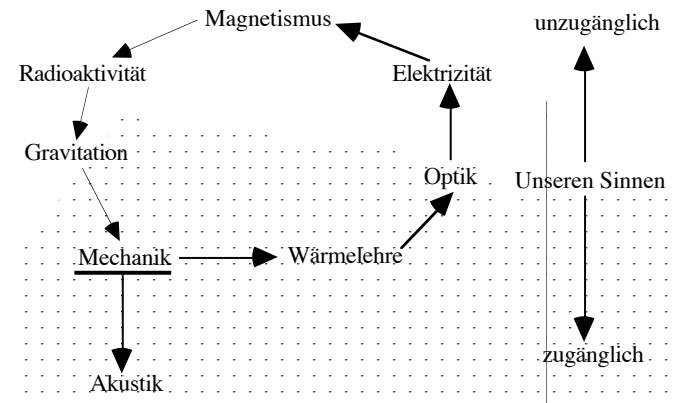 Magnetismus
unzugänglich
Radioaktivität
Elektrizität
Gravitation
Optik
Unseren Sinnen
Mechanik
Wärmelehre
zugänglich
Akustik